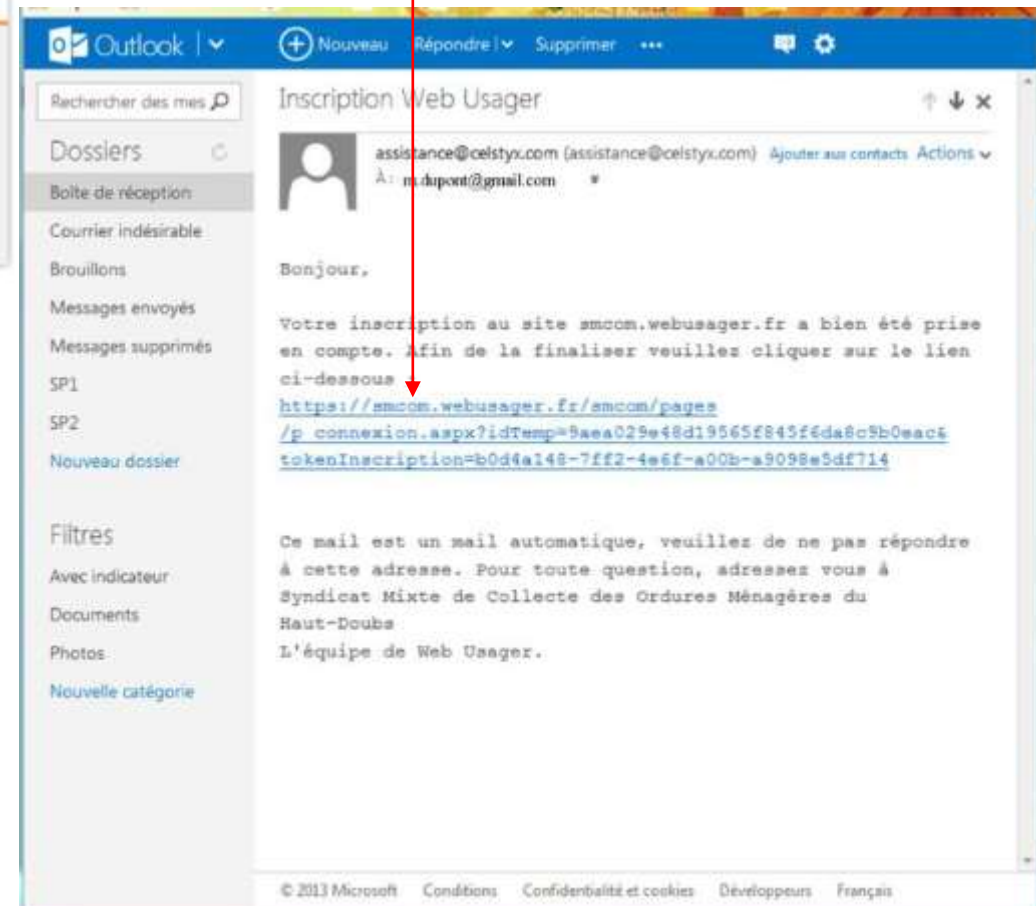 Outlook
Nouveau Répondre Supprimer •••
Rechercher des mes
Inscription Web Usager
assistance@celstyx.com (assistance@celstyx.com) Ajouter aux contacts Actions
À: m.dupont@gmail.com
Dossiers
Boîte de réception
Courrier indésirable
Brouillons
Messages envoyés
Messages supprimés
SP1
SP2
Nouveau dossier
Filtres
Avec indicateur
Documents
Photos
Nouvelle catégorie
Bonjour,
Votre inscription au site smcom.webusager.fr a bien été prise
en compte. Afin de la finaliser veuillez cliquer sur le lien
ci-dessous
https://smcom.webusager.fr/smcom/pages
/p_connexion.aspx?idTemp=9aea029e48d19565f845f6da8c9b0eac&
tokenInscription=b0d4a148-7ff2-4e6f-a00b-a9098e5df714
Ce mail est un mail automatique, veuillez de ne pas répondre
à cette adresse. Pour toute question, adressez vous à
Syndicat Mixte de Collecte des Ordures Ménagères du
Haut-Doubs
L'équipe de Web Usager.
© 2013 Microsoft Conditions Confidentialité et cookies Développeurs Français